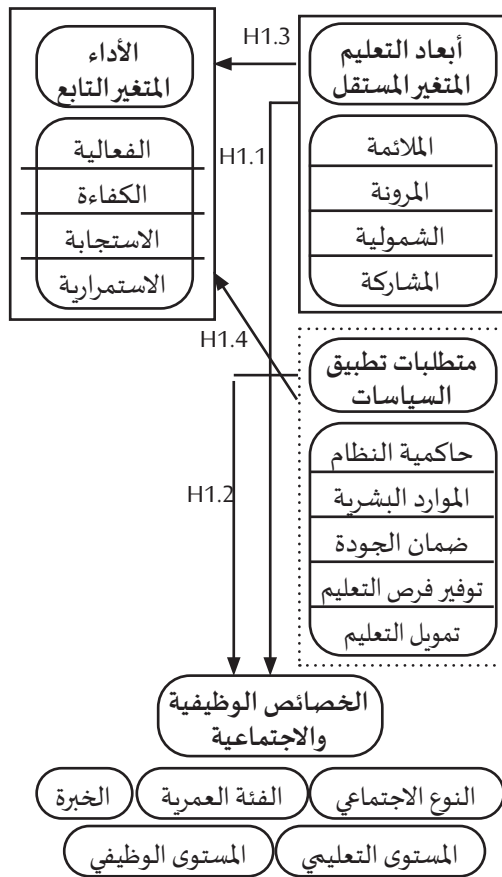 أبعاد التعليم
المتغير المستقل
الملائمة
المرونة
الشمولية
المشاركة
H1.3
الأداء
المتغير التابع
الفعالية
الكفاءة
الاستجابة
الاستمرارية
H1.1
H1.4
متطلبات تطبيق
السياسات
حاكمية النظام
الموارد البشرية
ضمان الجودة
توفير فرص التعليم
تمويل التعليم
H1.2
الخصائص الوظيفية
والاجتماعية
النوع الاجتماعي
الفئة العمرية
الخبرة
المستوى التعليمي
المستوى الوظيفي